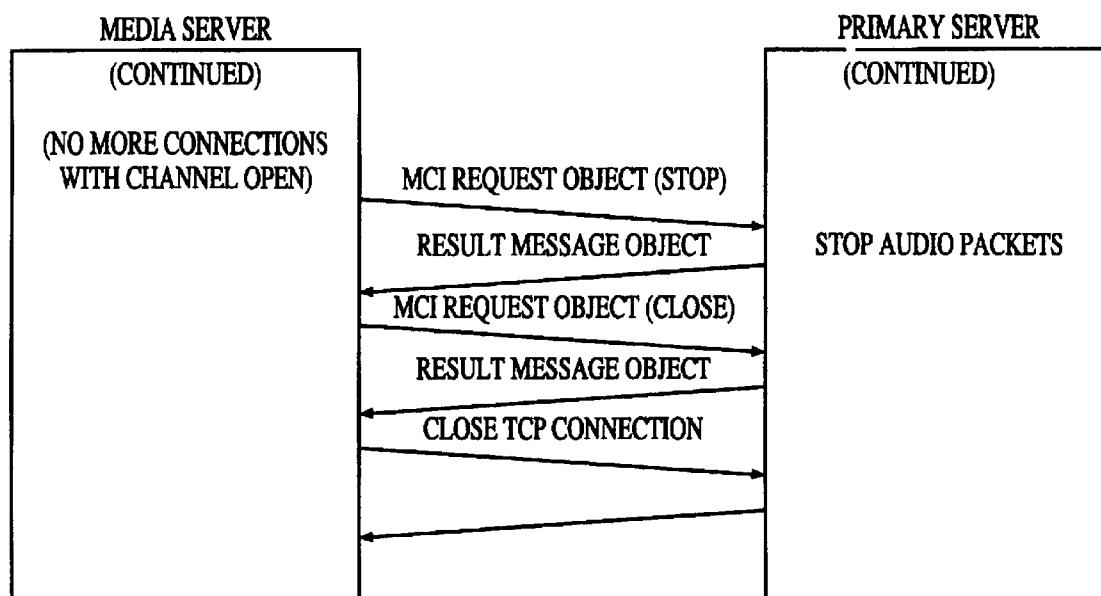 MEDIA SERVER
PRIMARY SERVER
(CONTINUED)
(CONTINUED)
(NO MORE CONNECTIONS
WITH CHANNEL OPEN)
MCI REQUEST OBJECT (STOP)
RESULT MESSAGE OBJECT
STOP AUDIO PACKETS
MCI REQUEST OBJECT (CLOSE)
RESULT MESSAGE OBJECT
CLOSE TCP CONNECTION